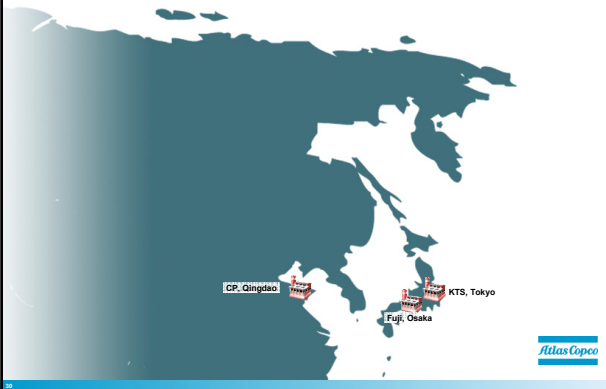 CP, Qingdao
KTS, Tokyo
Fuji, Osaka
Atlas Copco
30